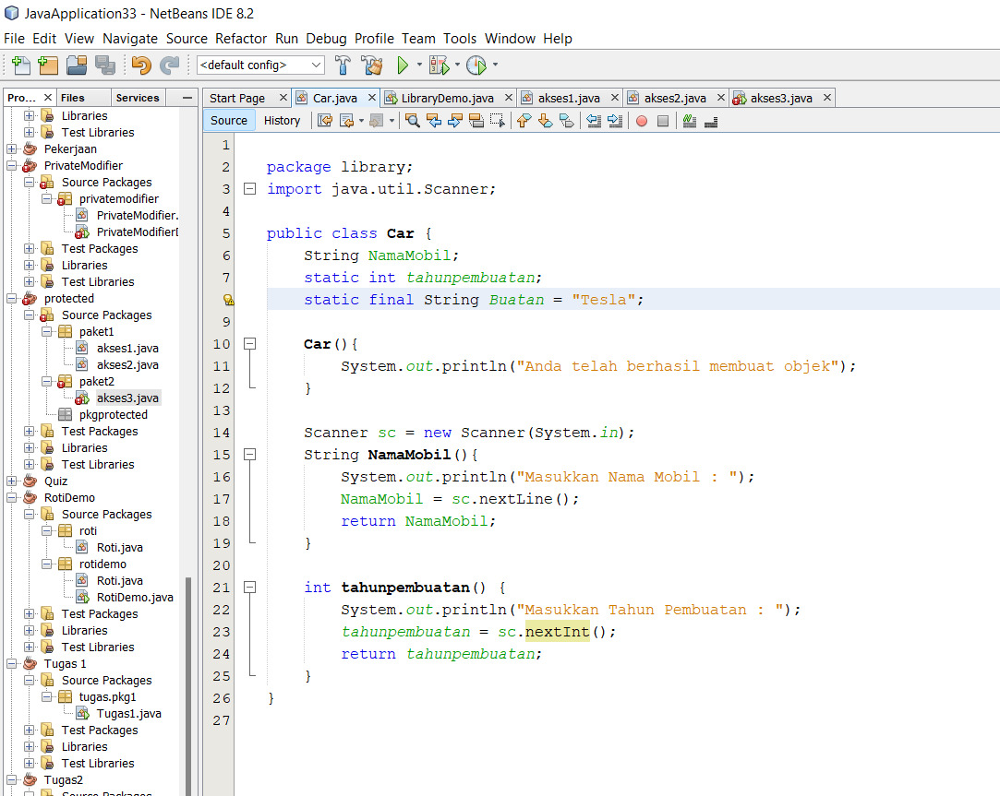 JavaApplication33 - NetBeans IDE 8.2
File Edit View Navigate Source Refactor Run Debug Profile Team Tools Window Help
<default config>
Pro... Files Services
Libraries
Test Libraries
Pekerjaan
PrivateModifier
Source Packages
privatemodifier
PrivateModifier.
PrivateModifierD
Test Packages
Libraries
Test Libraries
protected
Source Packages
paket1
akses1.java
akses2.java
paket2
akses3.java
pkgprotected
Test Packages
Libraries
Test Libraries
Quiz
RotiDemo
Source Packages
roti
Roti.java
rotidemo
Roti.java
RotiDemo.java
Test Packages
Libraries
Test Libraries
Tugas 1
Source Packages
tugas.pkg1
Tugas1.java
Test Packages
Libraries
Test Libraries
Tugas2
Source Packages
Start Page Car.java LibraryDemo.java akses1.java akses2.java akses3.java
Source History
1
2 package library;
3 import java.util.Scanner;
4
5 public class Car {
6 String NamaMobil;
7 static int tahunpembuatan;
static final String Buatan = "Tesla";
9
10 Car(){
11 System.out.println("Anda telah berhasil membuat objek");
12 }
13
14 Scanner sc = new Scanner(System.in);
15 String NamaMobil(){
16 System.out.println("Masukkan Nama Mobil : ");
17 NamaMobil = sc.nextLine();
18 return NamaMobil;
19 }
20
21 int tahunpembuatan() {
22 System.out.println("Masukkan Tahun Pembuatan : ");
23 tahunpembuatan = sc.nextInt();
24 return tahunpembuatan;
25 }
26 }
27